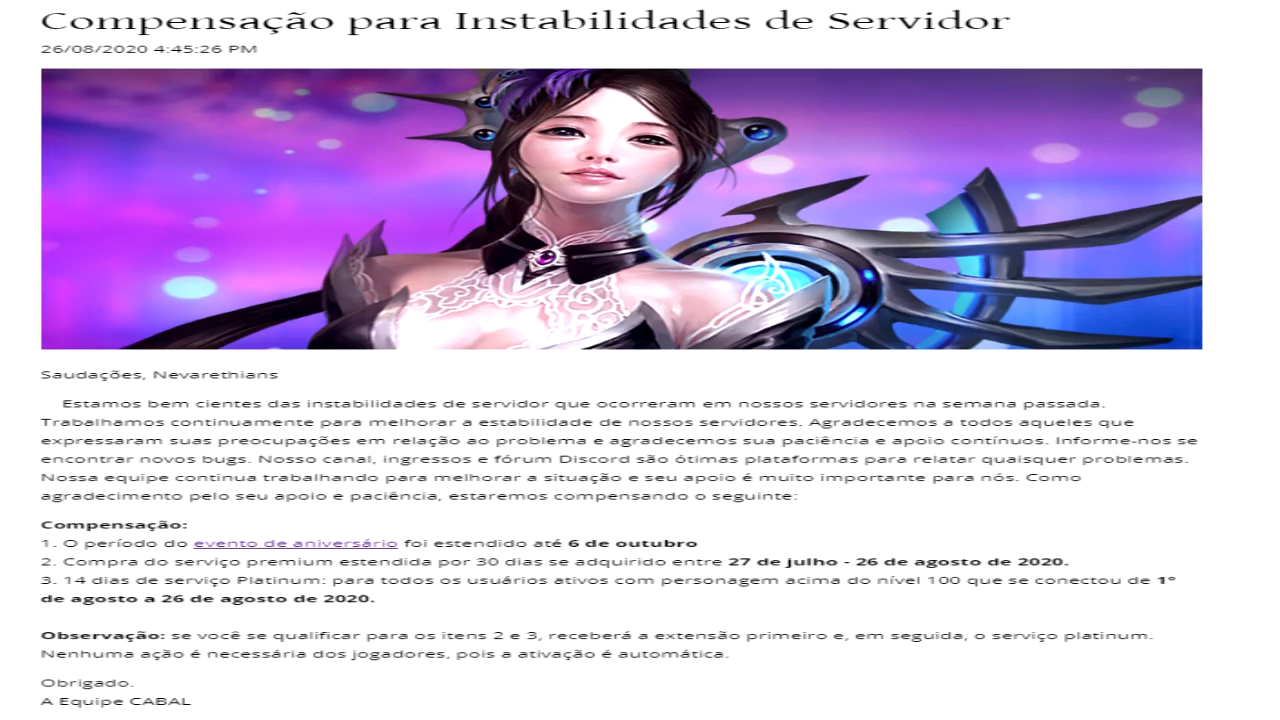 Compensação para Instabilidades de Servidor
26/08/2020 4:45:26 PM
Saudações, Nevarethians
Estamos bem cientes das instabilidades de servidor que ocorreram em nossos servidores na semana passada.
Trabalhamos continuamente para melhorar a estabilidade de nossos servidores. Agradecemos a todos aqueles que
expressaram suas preocupações em relação ao problema e agradecemos sua paciência e apoio contínuos. Informe-nos se
encontrar novos bugs. Nosso canal, ingressos e fórum Discord são ótimas plataformas para relatar quaisquer problemas.
Nossa equipe continua trabalhando para melhorar a situação e seu apoio é muito importante para nós. Como
agradecimento pelo seu apoio e paciência, estaremos compensando o seguinte:
Compensação:
1. O período do evento de aniversário foi estendido até 6 de outubro
2. Compra do serviço premium estendida por 30 dias se adquirido entre 27 de julho - 26 de agosto de 2020.
3. 14 dias de serviço Platinum: para todos os usuários ativos com personagem acima do nível 100 que se conectou de 1°
de agosto a 26 de agosto de 2020.
Observação: se você se qualificar para os itens 2 e 3, receberá a extensão primeiro e, em seguida, o serviço platinum.
Nenhuma ação é necessária dos jogadores, pois a ativação é automática.
Obrigado.
A Equipe CABAL